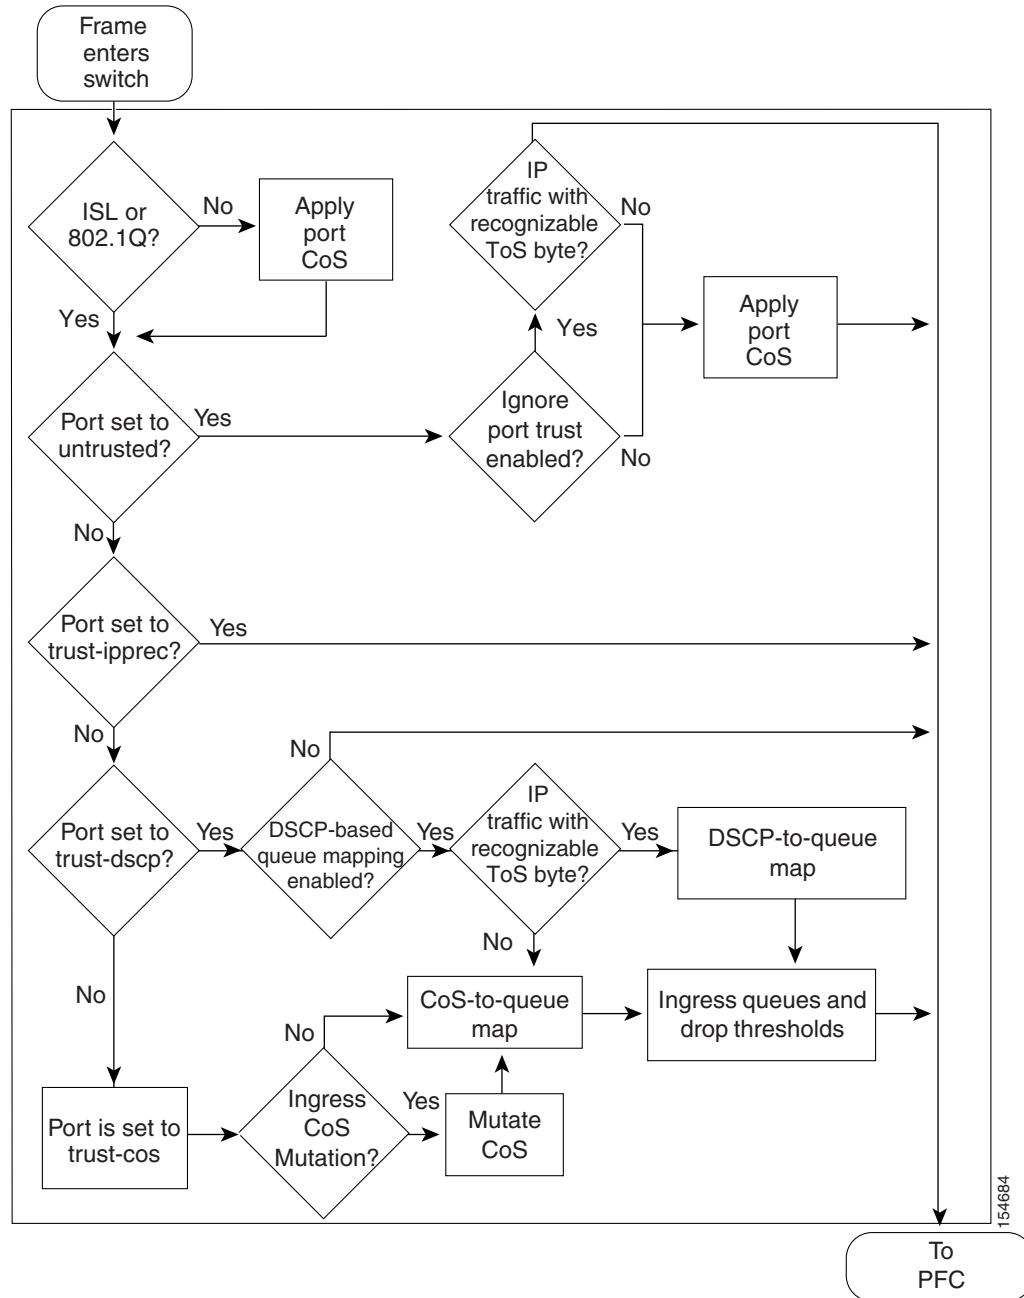 Frame
enters
switch
ISL or
802.1Q?
No
Apply
port
CoS
Yes
IP
traffic with
recognizable
ToS byte?
No
Apply
port
CoS
Yes
Port set to
untrusted?
Yes
Ignore
port trust
enabled?
No
No
Port set to
trust-ipprec?
Yes
No
Port set to
trust-dscp?
Yes
No
DSCP-based
queue mapping
enabled?
Yes
IP
traffic with
recognizable
ToS byte?
Yes
DSCP-to-queue
map
No
No
CoS-to-queue
map
Ingress queues and
drop thresholds
Port is set to
trust-cos
No
Ingress
CoS
Mutation?
Yes
Mutate
CoS
154684
To
PFC